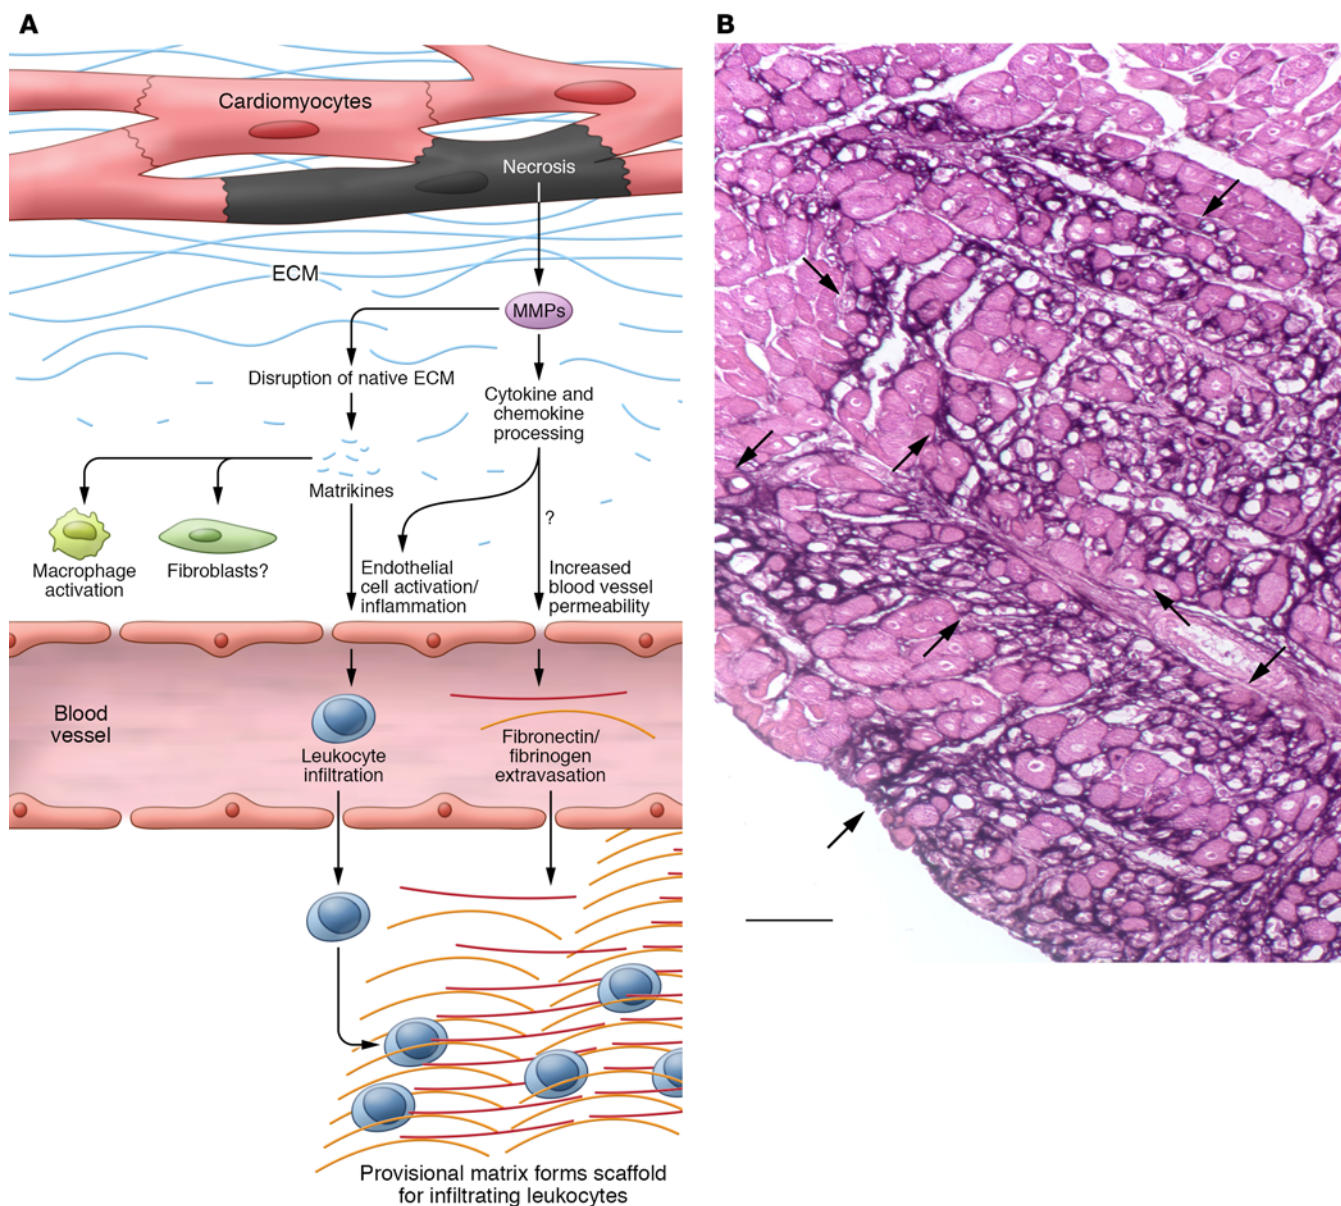 A
B
Cardiomyocytes
Necrosis
ECM
MMPs
Disruption of native ECM
Cytokine and
chemokine
processing
Matrikines
?
Macrophage
activation
Fibroblasts?
Endothelial
cell activation/
inflammation
Increased
blood vessel
permeability
Blood
vessel
Leukocyte
infiltration
Fibronectin/
fibrinogen
extravasation
Provisional matrix forms scaffold
for infiltrating leukocytes